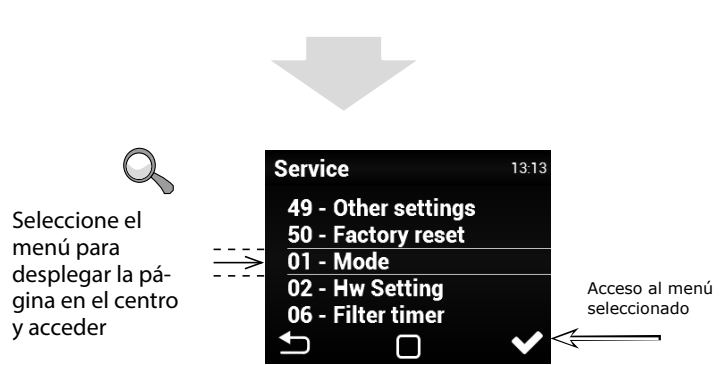 Service 13:13
49 - Other settings
50 - Factory reset
01 - Mode
02 - Hw Setting
06 - Filter timer
Seleccione el
menú para
desplegar la pá-
gina en el centro
y acceder
Acceso al menú
seleccionado